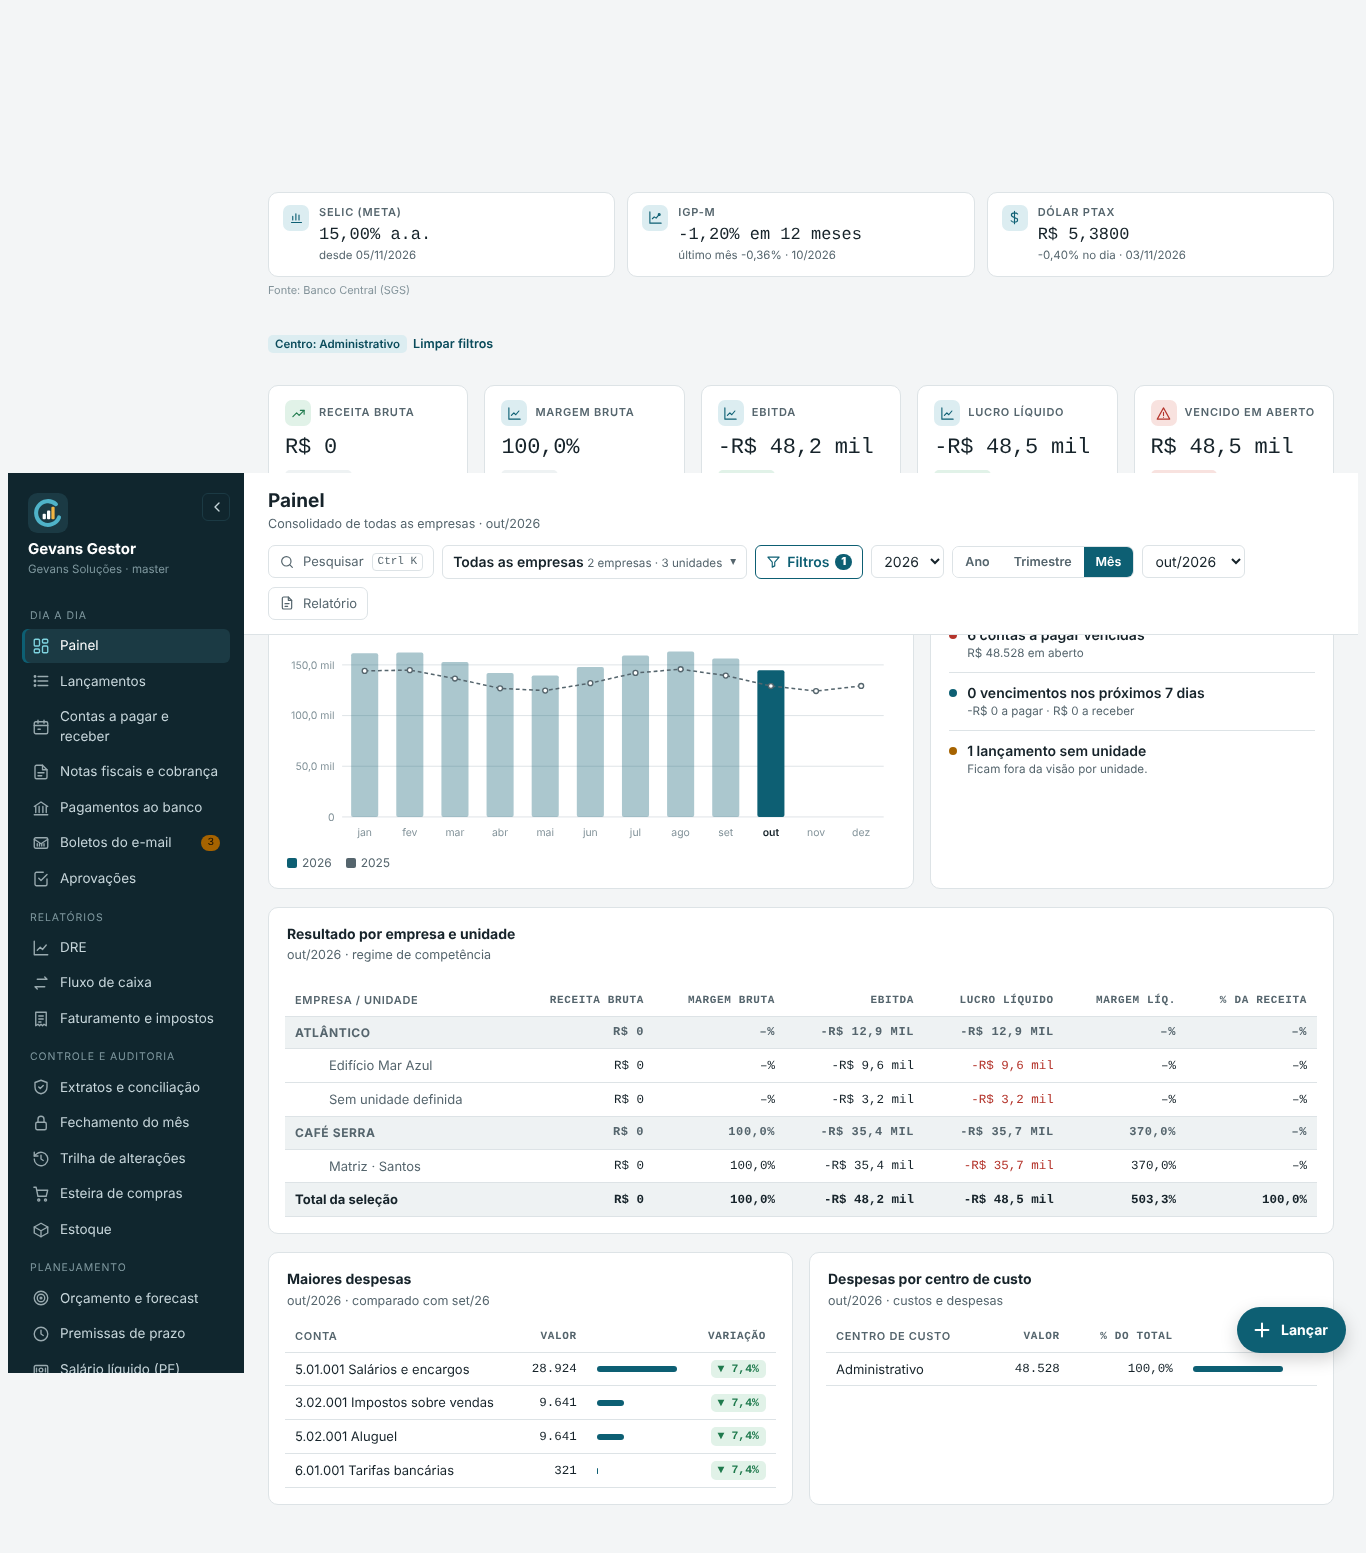 SELIC (META)
15,00% a.a.
desde 05/11/2026
IGP-M
-1,20% em 12 meses
último mês -0,36% · 10/2026
DÓLAR PTAX
R$ 5,3800
-0,40% no dia · 03/11/2026
Fonte: Banco Central (SGS)
Centro: Administrativo Limpar filtros
RECEITA BRUTA
R$ 0
MARGEM BRUTA
100,0%
EBITDA
-R$ 48,2 mil
LUCRO LÍQUIDO
-R$ 48,5 mil
VENCIDO EM ABERTO
R$ 48,5 mil
Gevans Gestor
Gevans Soluções · master
DIA A DIA
Painel
Lançamentos
Contas a pagar e
receber
Notas fiscais e cobrança
Pagamentos ao banco
Boletos do e-mail 3
Aprovações
RELATÓRIOS
DRE
Fluxo de caixa
Faturamento e impostos
CONTROLE E AUDITORIA
Extratos e conciliação
Fechamento do mês
Trilha de alterações
Esteira de compras
Estoque
PLANEJAMENTO
Orçamento e forecast
Premissas de prazo
Salário líquido (PF)
Painel
Consolidado de todas as empresas · out/2026
Pesquisar Ctrl K
Todas as empresas 2 empresas · 3 unidades ▾
Filtros 1
2026
Ano Trimestre Mês
out/2026
Relatório
150,0 mil
100,0 mil
50,0 mil
0
jan fev mar abr mai jun jul ago set out nov dez
2026 2025
6 contas a pagar vencidas
R$ 48.528 em aberto
0 vencimentos nos próximos 7 dias
-R$ 0 a pagar · R$ 0 a receber
1 lançamento sem unidade
Ficam fora da visão por unidade.
Resultado por empresa e unidade
out/2026 · regime de competência
EMPRESA / UNIDADE RECEITA BRUTA MARGEM BRUTA EBITDA LUCRO LÍQUIDO MARGEM LÍQ. % DA RECEITA
ATLÂNTICO R$ 0 –% -R$ 12,9 MIL -R$ 12,9 MIL –% –%
Edifício Mar Azul R$ 0 –% -R$ 9,6 mil -R$ 9,6 mil –% –%
Sem unidade definida R$ 0 –% -R$ 3,2 mil -R$ 3,2 mil –% –%
CAFÉ SERRA R$ 0 100,0% -R$ 35,4 MIL -R$ 35,7 MIL 370,0% –%
Matriz · Santos R$ 0 100,0% -R$ 35,4 mil -R$ 35,7 mil 370,0% –%
Total da seleção R$ 0 100,0% -R$ 48,2 mil -R$ 48,5 mil 503,3% 100,0%
Maiores despesas
out/2026 · comparado com set/26
CONTA VALOR VARIAÇÃO
5.01.001 Salários e encargos 28.924 ▼ 7,4%
3.02.001 Impostos sobre vendas 9.641 ▼ 7,4%
5.02.001 Aluguel 9.641 ▼ 7,4%
6.01.001 Tarifas bancárias 321 ▼ 7,4%
Despesas por centro de custo
out/2026 · custos e despesas
CENTRO DE CUSTO VALOR % DO TOTAL
Administrativo 48.528 100,0%
Lançar